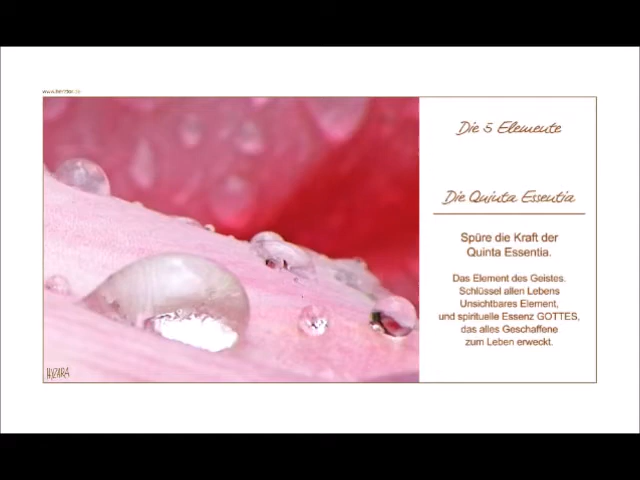 Die 5 Elemente
Die Quinta Essentia
Spüre die Kraft der
Quinta Essentia.
Das Element des Geistes.
Schlüssel allen Lebens
Unsichtbares Element,
und spirituelle Essenz GOTTES,
das alles Geschaffene
zum Leben erweckt.